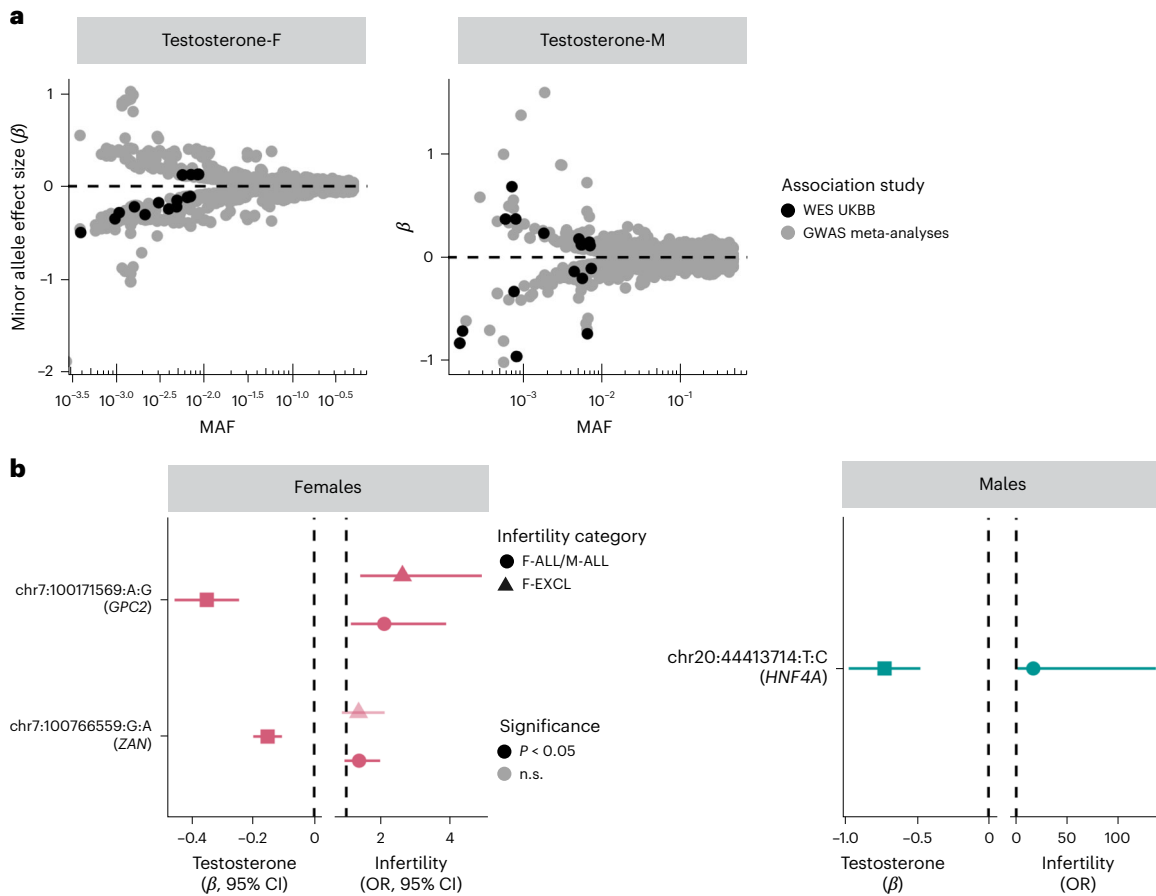 a
Testosterone-F
Testosterone-M
Minor allele effect size (β)
1
0
−1
−2
10−3.5
10−3.0
10−2.5
10−2.0
10−1.5
10−1.0
10−0.5
MAF
β
1
0
−1
10−3
10−2
10−1
MAF
Association study
WES UKBB
GWAS meta-analyses
b
Females
chr7:100171569:A:G
(GPC2)
chr7:100766559:G:A
(ZAN)
−0.4
−0.2
0
2
4
Testosterone
(β, 95% CI)
Infertility
(OR, 95% CI)
Infertility category
F-ALL/M-ALL
F-EXCL
Significance
P < 0.05
n.s.
Males
chr20:44413714:T:C
(HNF4A)
−1.0
−0.5
0
0
50
100
Testosterone
(β)
Infertility
(OR)